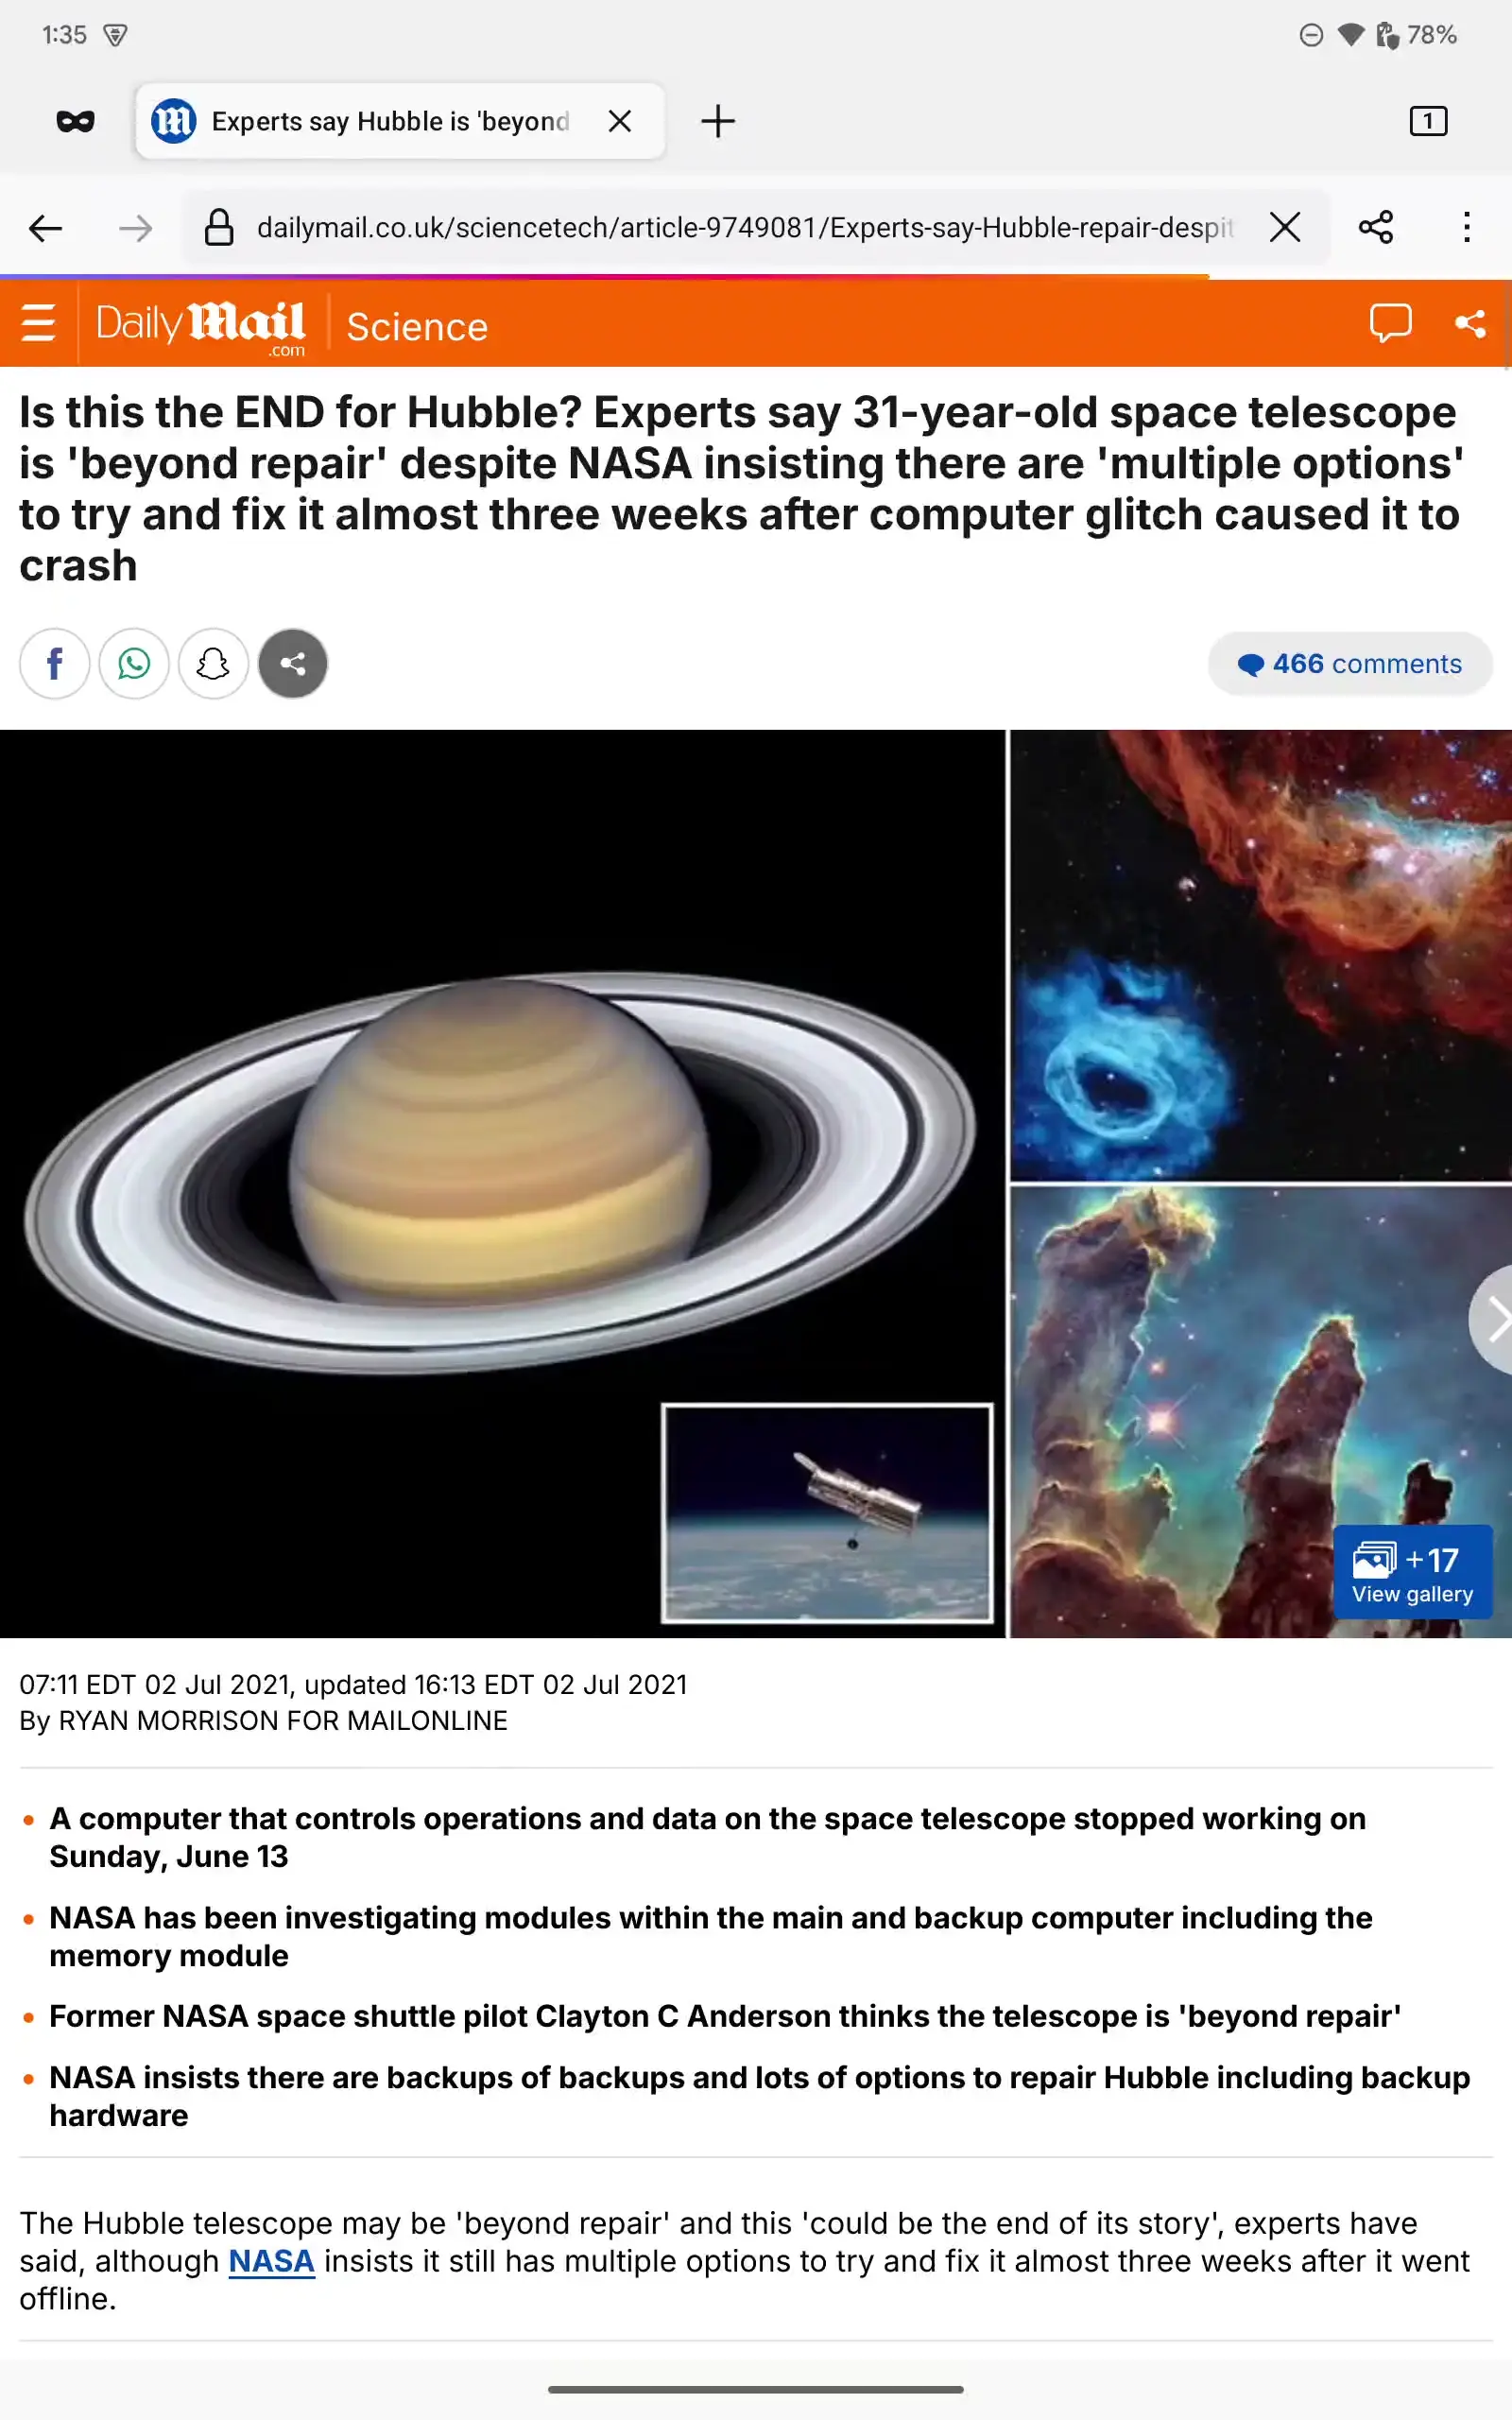 1:35
78%
Experts say Hubble is 'beyond
1
dailymail.co.uk/sciencetech/article-9749081/Experts-say-Hubble-repair-despit
Daily Mail
.com
Science
Is this the END for Hubble? Experts say 31-year-old space telescope
is 'beyond repair' despite NASA insisting there are 'multiple options'
to try and fix it almost three weeks after computer glitch caused it to
crash
466 comments
+17
View gallery
07:11 EDT 02 Jul 2021, updated 16:13 EDT 02 Jul 2021
By RYAN MORRISON FOR MAILONLINE
• A computer that controls operations and data on the space telescope stopped working on
Sunday, June 13
• NASA has been investigating modules within the main and backup computer including the
memory module
• Former NASA space shuttle pilot Clayton C Anderson thinks the telescope is 'beyond repair'
• NASA insists there are backups of backups and lots of options to repair Hubble including backup
hardware
The Hubble telescope may be 'beyond repair' and this 'could be the end of its story', experts have
said, although NASA insists it still has multiple options to try and fix it almost three weeks after it went
offline.